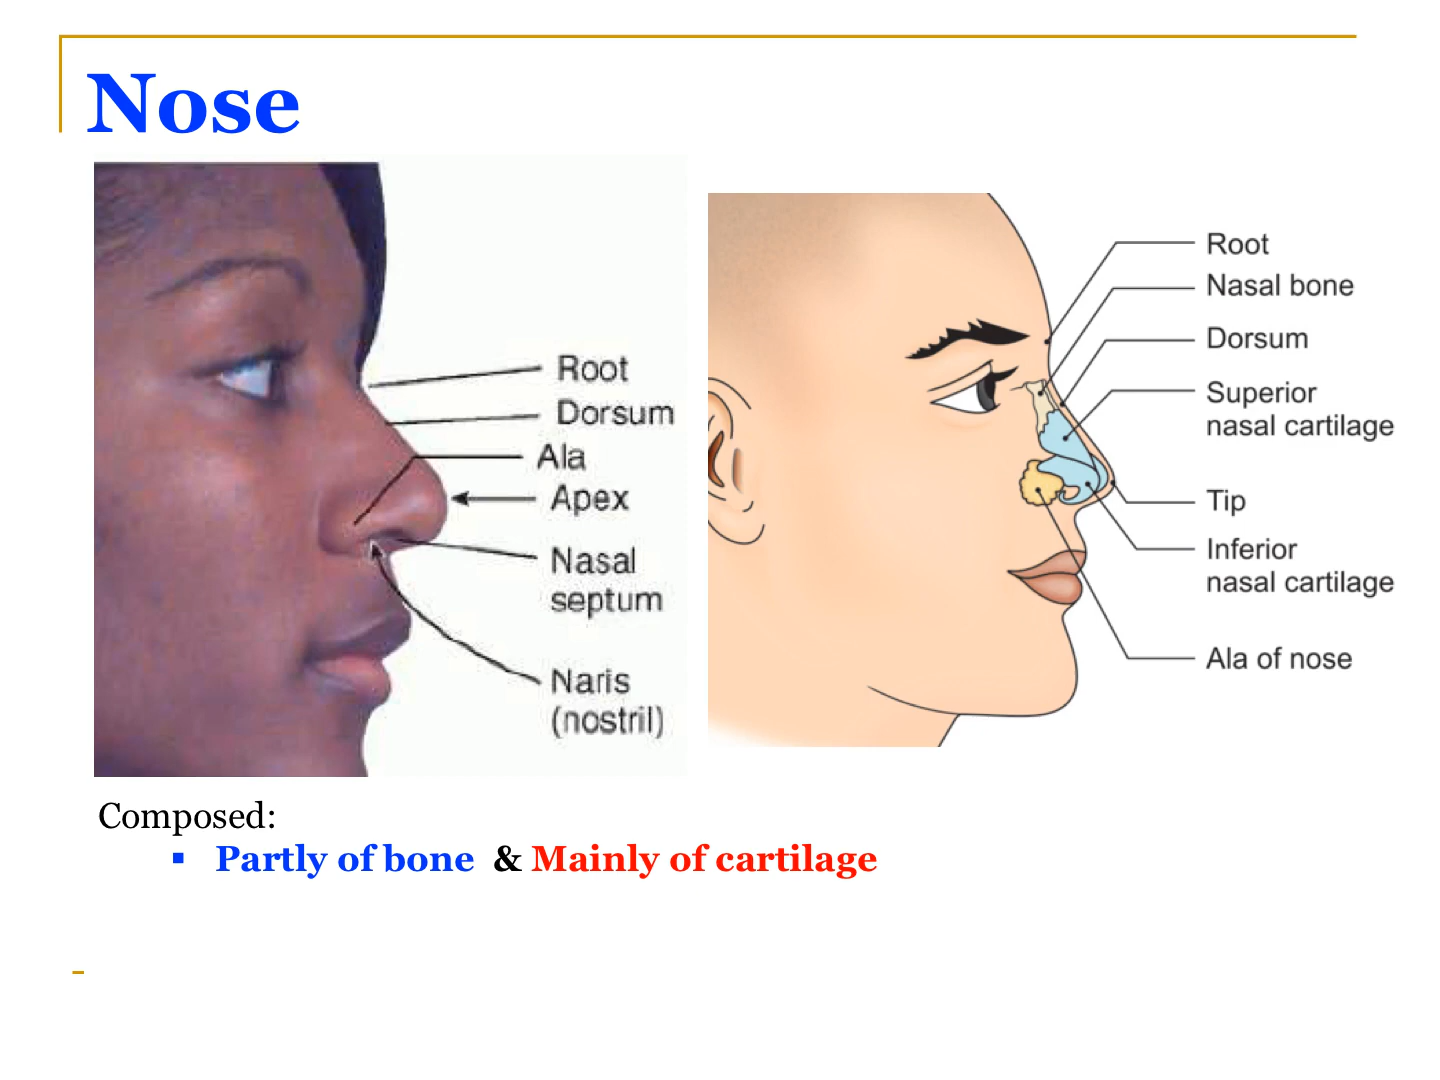 Nose
Root
Dorsum
Ala
Apex
Nasal
septum
Naris
(nostril)
Root
Nasal bone
Dorsum
Superior
nasal cartilage
Tip
Inferior
nasal cartilage
Ala of nose
Composed:
▪ Partly of bone & Mainly of cartilage